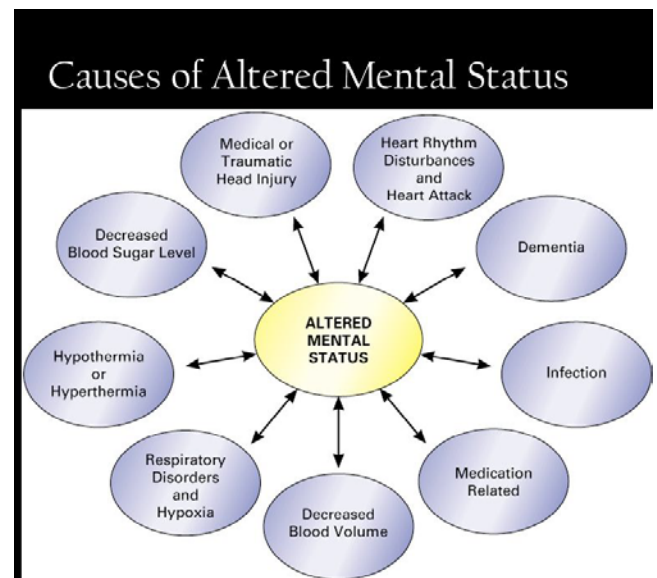 Causes of Altered Mental Status
Medical or
Traumatic
Head Injury
Heart Rhythm
Disturbances
and
Heart Attack
Decreased
Blood Sugar Level
Dementia
ALTERED
MENTAL
STATUS
Hypothermia
or
Hyperthermia
Infection
Respiratory
Disorders
and
Hypoxia
Medication
Related
Decreased
Blood Volume